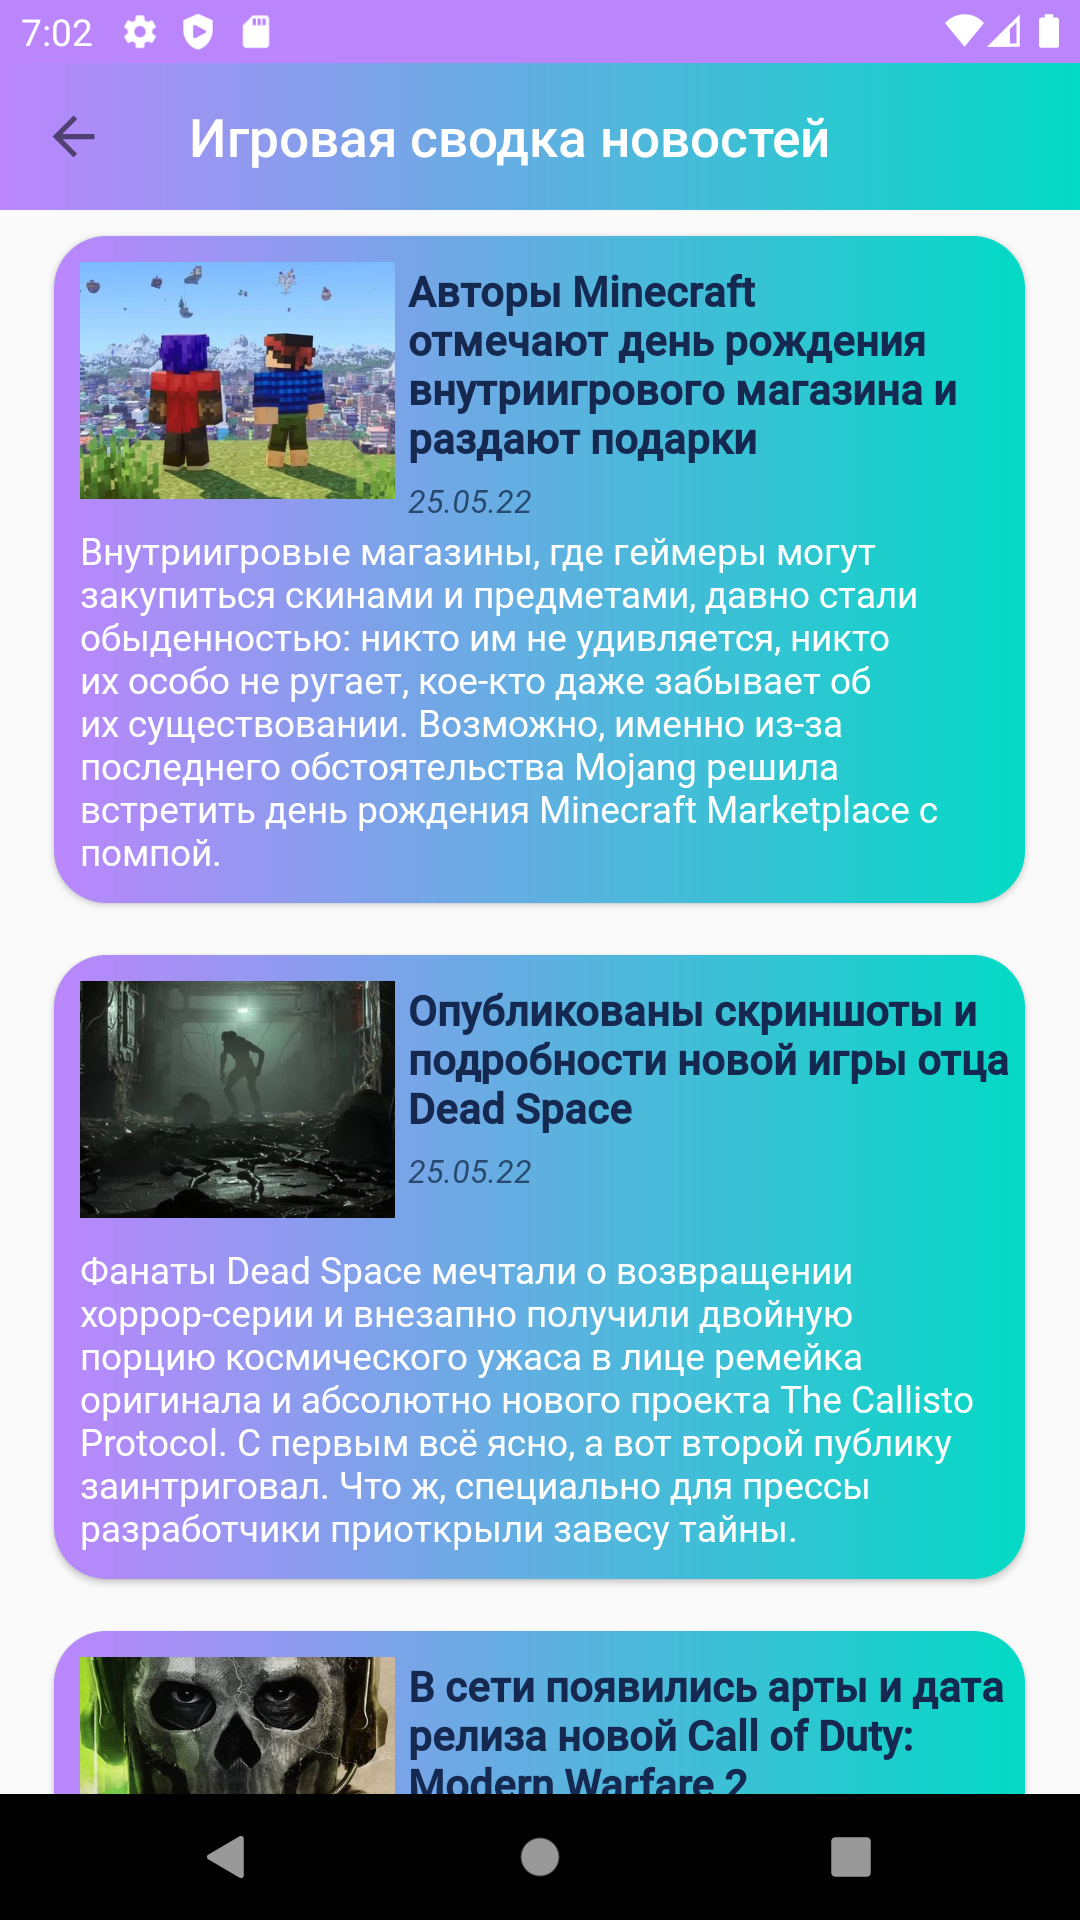 7:02
Игровая сводка новостей
Авторы Minecraft
отмечают день рождения
внутриигрового магазина и
раздают подарки
25.05.22
Внутриигровые магазины, где геймеры могут
закупиться скинами и предметами, давно стали
обыденностью: никто им не удивляется, никто
их особо не ругает, кое-кто даже забывает об
их существовании. Возможно, именно из-за
последнего обстоятельства Mojang решила
встретить день рождения Minecraft Marketplace с
помпой.
Опубликованы скриншоты и
подробности новой игры отца
Dead Space
25.05.22
Фанаты Dead Space мечтали о возвращении
хоррор-серии и внезапно получили двойную
порцию космического ужаса в лице ремейка
оригинала и абсолютно нового проекта The Callisto
Protocol. С первым всё ясно, а вот второй публику
заинтриговал. Что ж, специально для прессы
разработчики приоткрыли завесу тайны.
В сети появились арты и дата
релиза новой Call of Duty:
Modern Warfare 2